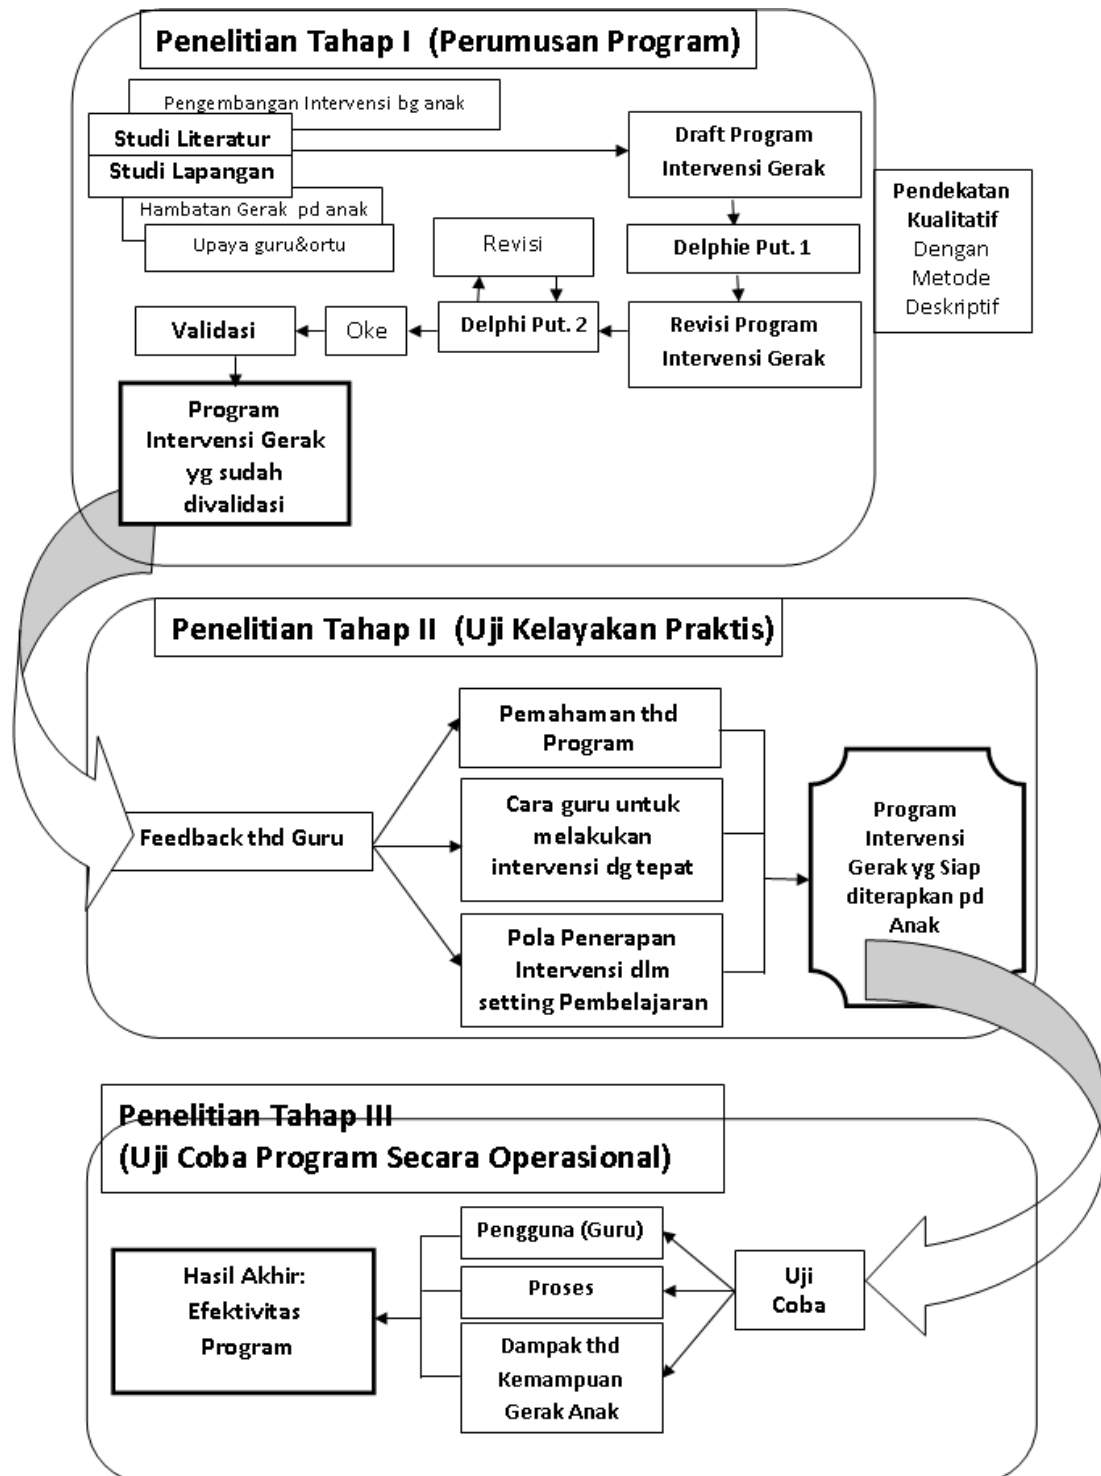 Penelitian Tahap I (Perumusan Program)
Pengembangan Intervensi bg anak
Studi Literatur
Studi Lapangan
Hambatan Gerak pd anak
Upaya guru&ortu
Draft Program
Intervensi Gerak
Delphie Put. 1
Revisi Program
Intervensi Gerak
Revisi
Delphi Put. 2
Oke
Validasi
Program
Intervensi Gerak
yg sudah
divalidasi
Pendekatan
Kualitatif
Dengan
Metode
Deskriptif
Penelitian Tahap II (Uji Kelayakan Praktis)
Feedback thd Guru
Pemahaman thd
Program
Cara guru untuk
melakukan
intervensi dg tepat
Pola Penerapan
Intervensi dlm
setting Pembelajaran
Program
Intervensi
Gerak yg Siap
diterapkan pd
Anak
Penelitian Tahap III
(Uji Coba Program Secara Operasional)
Uji
Coba
Pengguna (Guru)
Proses
Dampak thd
Kemampuan
Gerak Anak
Hasil Akhir:
Efektivitas
Program